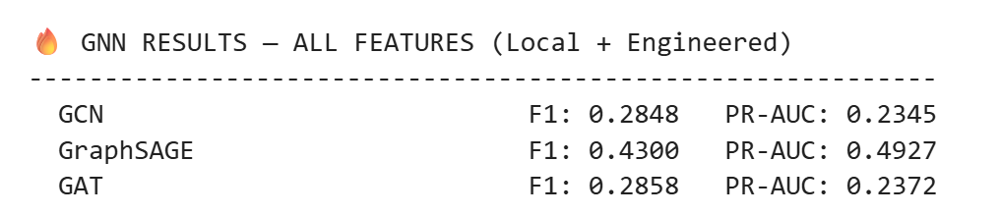 🔥 GNN RESULTS — ALL FEATURES (Local + Engineered)
------------------------------------------------------------
GCN F1: 0.2848 PR-AUC: 0.2345
GraphSAGE F1: 0.4300 PR-AUC: 0.4927
GAT F1: 0.2858 PR-AUC: 0.2372